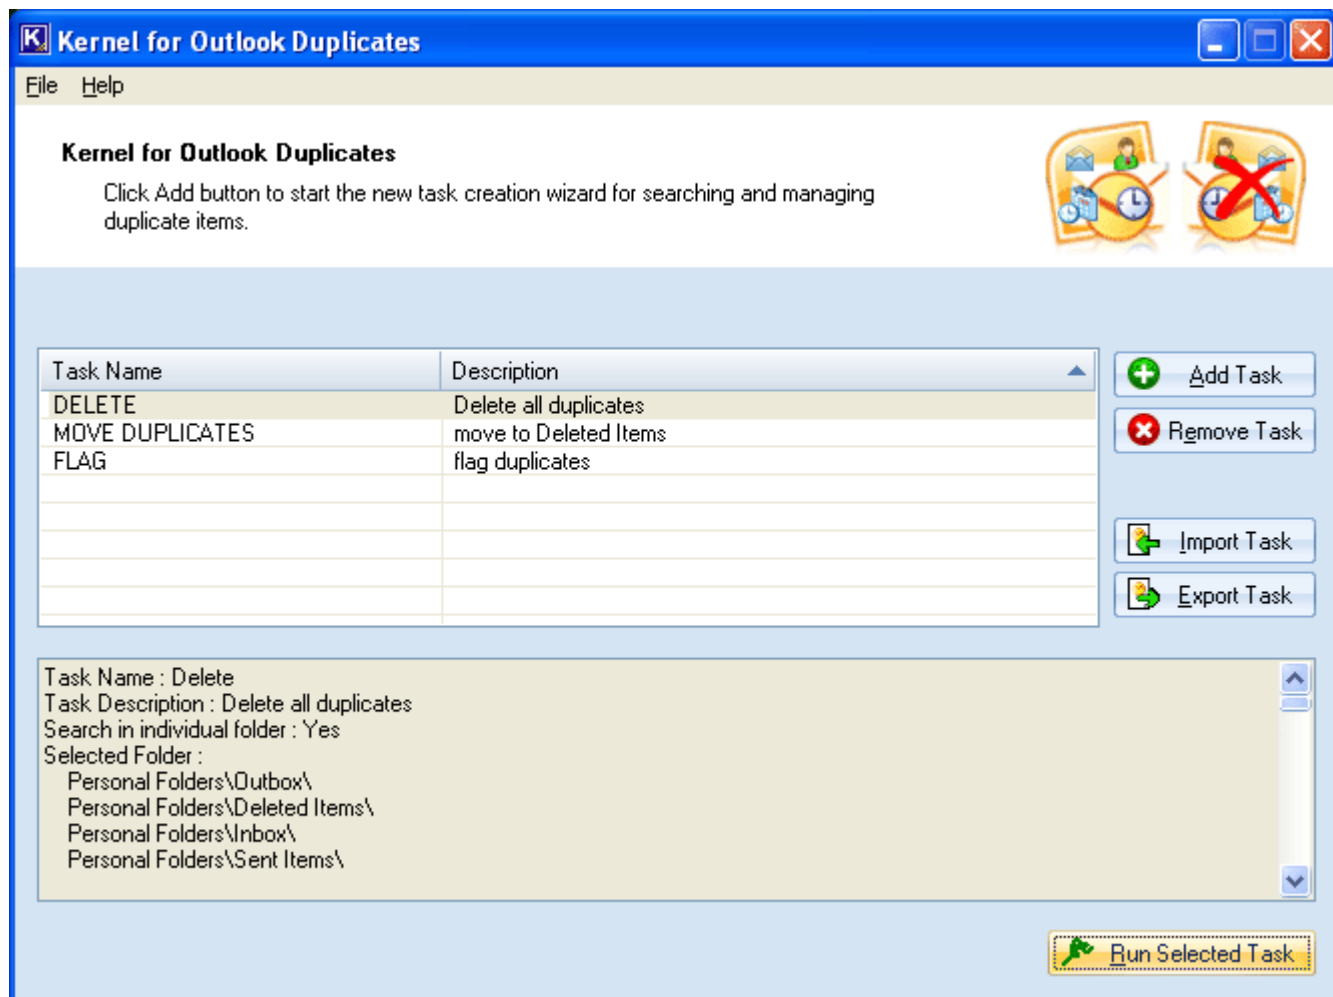 Kernel for Outlook Duplicates
File Help
Kernel for Outlook Duplicates
Click Add button to start the new task creation wizard for searching and managing
duplicate items.
Task Name Description
DELETE Delete all duplicates
MOVE DUPLICATES move to Deleted Items
FLAG flag duplicates
Add Task
Remove Task
Import Task
Export Task
Task Name : Delete
Task Description : Delete all duplicates
Search in individual folder : Yes
Selected Folder :
Personal Folders\Outbox\
Personal Folders\Deleted Items\
Personal Folders\Inbox\
Personal Folders\Sent Items\
Run Selected Task